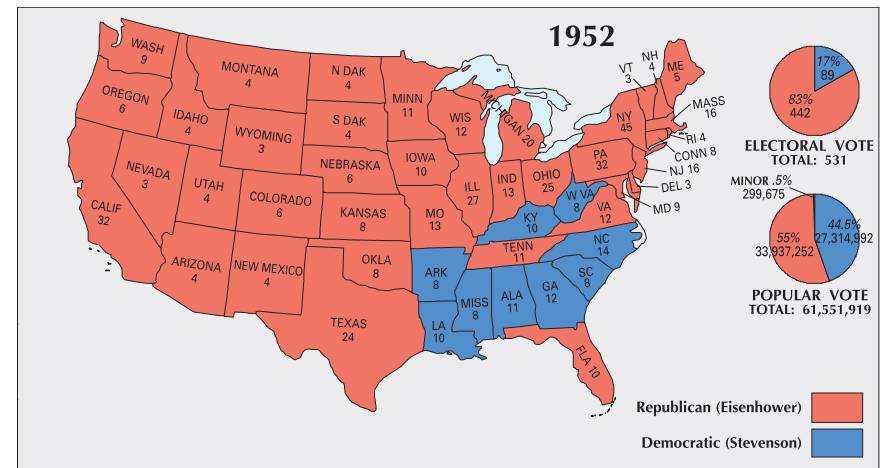 1952
WASH
9
OREGON
6
CALIF
32
NEVADA
3
IDAHO
4
MONTANA
4
WYOMING
3
UTAH
4
COLORADO
6
ARIZONA
4
NEW MEXICO
4
N DAK
4
S DAK
4
NEBRASKA
6
KANSAS
8
OKLA
8
TEXAS
24
MINN
11
IOWA
10
MO
13
ARK
8
LA
10
WIS
12
ILL
27
MICHIGAN 20
IND
13
OHIO
25
KY
10
TENN
11
MISS
8
ALA
11
GA
12
FLA 10
SC
8
NC
14
VA
12
W VA
8
PA
32
NY
45
VT
3
NH
4
ME
5
MASS
16
RI 4
CONN 8
NJ 16
DEL 3
MD 9
17%
89
83%
442
ELECTORAL VOTE
TOTAL: 531
MINOR .5%
299,675
44.5%
27,314,992
55%
33,937,252
POPULAR VOTE
TOTAL: 61,551,919
Republican (Eisenhower)
Democratic (Stevenson)